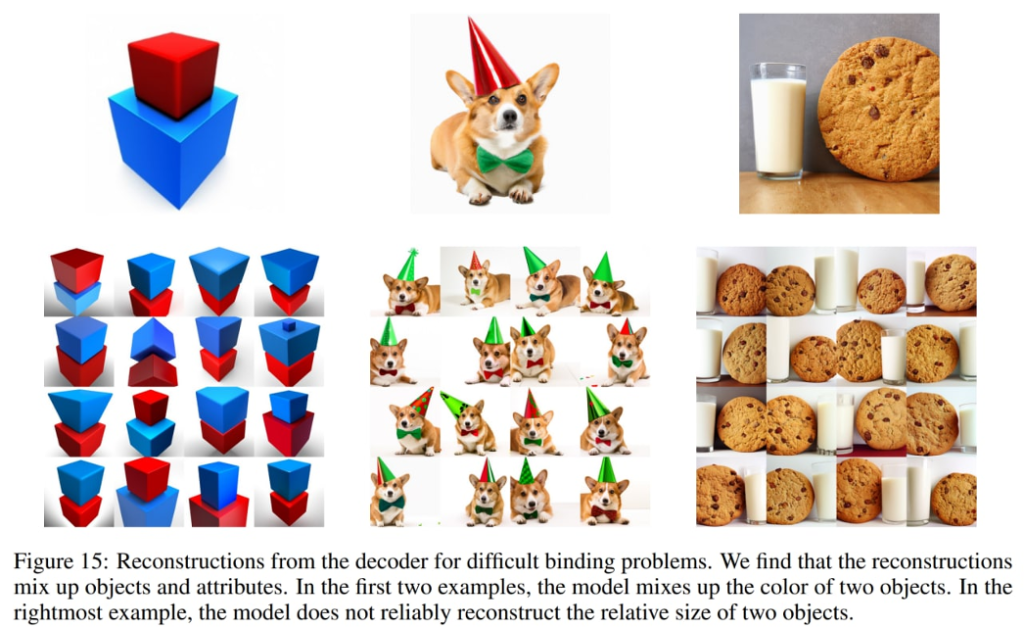 Figure 15: Reconstructions from the decoder for difficult binding problems. We find that the reconstructions
mix up objects and attributes. In the first two examples, the model mixes up the color of two objects. In the
rightmost example, the model does not reliably reconstruct the relative size of two objects.